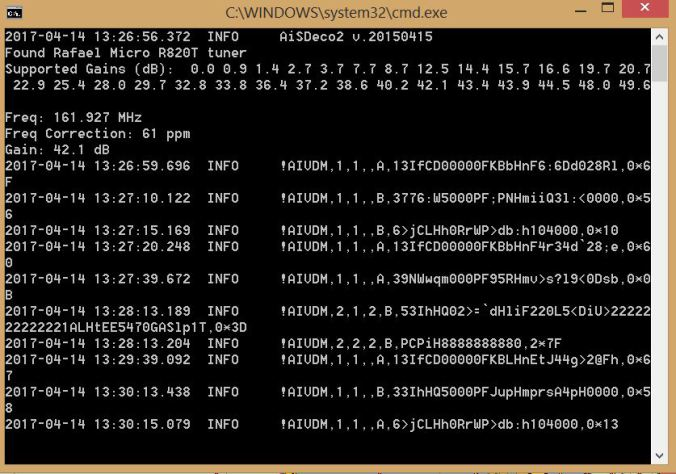 C:\WINDOWS\system32\cmd.exe
2017-04-14 13:26:56.372 INFO AiSDeco2 v.20150415
Found Rafael Micro R820T tuner
Supported Gains (dB): 0.0 0.9 1.4 2.7 3.7 7.7 8.7 12.5 14.4 15.7 16.6 19.7 20.7
22.9 25.4 28.0 29.7 32.8 33.8 36.4 37.2 38.6 40.2 42.1 43.4 43.9 44.5 48.0 49.6
Freq: 161.927 MHz
Freq Correction: 61 ppm
Gain: 42.1 dB
2017-04-14 13:26:59.696 INFO !AIVDM,1,1,,A,13IfCD00000FKBbHnF6:6Dd028Rl,0*6
F
2017-04-14 13:27:10.122 INFO !AIVDM,1,1,,B,3776:W5000PF;PNHmiiQ3l:<0000,0*5
6
2017-04-14 13:27:15.169 INFO !AIVDM,1,1,,B,6>jCLHh0RrWP>db:h104000,0*10
2017-04-14 13:27:20.248 INFO !AIVDM,1,1,,A,13IfCD00000FKBbHnF4r34d`28;e,0*6
0
2017-04-14 13:27:39.672 INFO !AIVDM,1,1,,A,39NWwqm000PF95RHmv>s?l9<0Dsb,0*0
B
2017-04-14 13:28:13.189 INFO !AIVDM,2,1,2,B,53IhHQ02>=`dHliF220L5<DiU>22222
22222221ALHtEE5470GASlp1T,0*3D
2017-04-14 13:28:13.204 INFO !AIVDM,2,2,2,B,PCPiH8888888880,2*7F
2017-04-14 13:29:39.092 INFO !AIVDM,1,1,,A,13IfCD00000FKBLHnEtJ44g>2@Fh,0*6
7
2017-04-14 13:30:13.438 INFO !AIVDM,1,1,,B,33IhHQ5000PFJupHmprsA4pH0000,0*5
8
2017-04-14 13:30:15.079 INFO !AIVDM,1,1,,A,6>jCLHh0RrWP>db:h104000,0*13